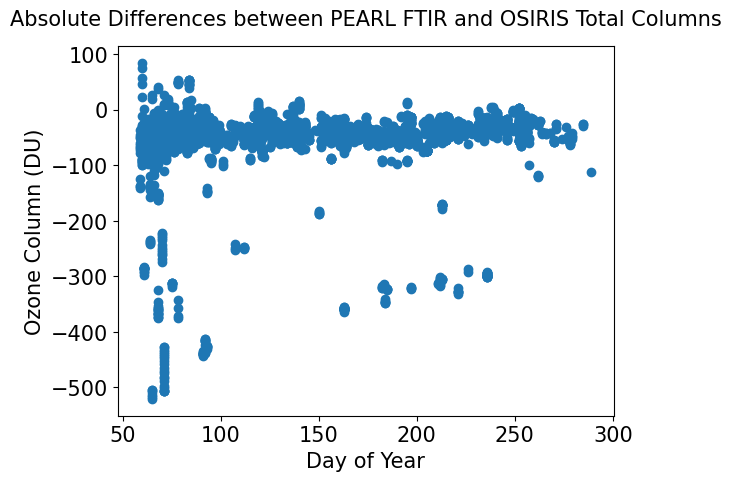 Absolute Differences between PEARL FTIR and OSIRIS Total Columns
100
0
−100
−200
−300
−400
−500
Ozone Column (DU)
50 100 150 200 250 300
Day of Year